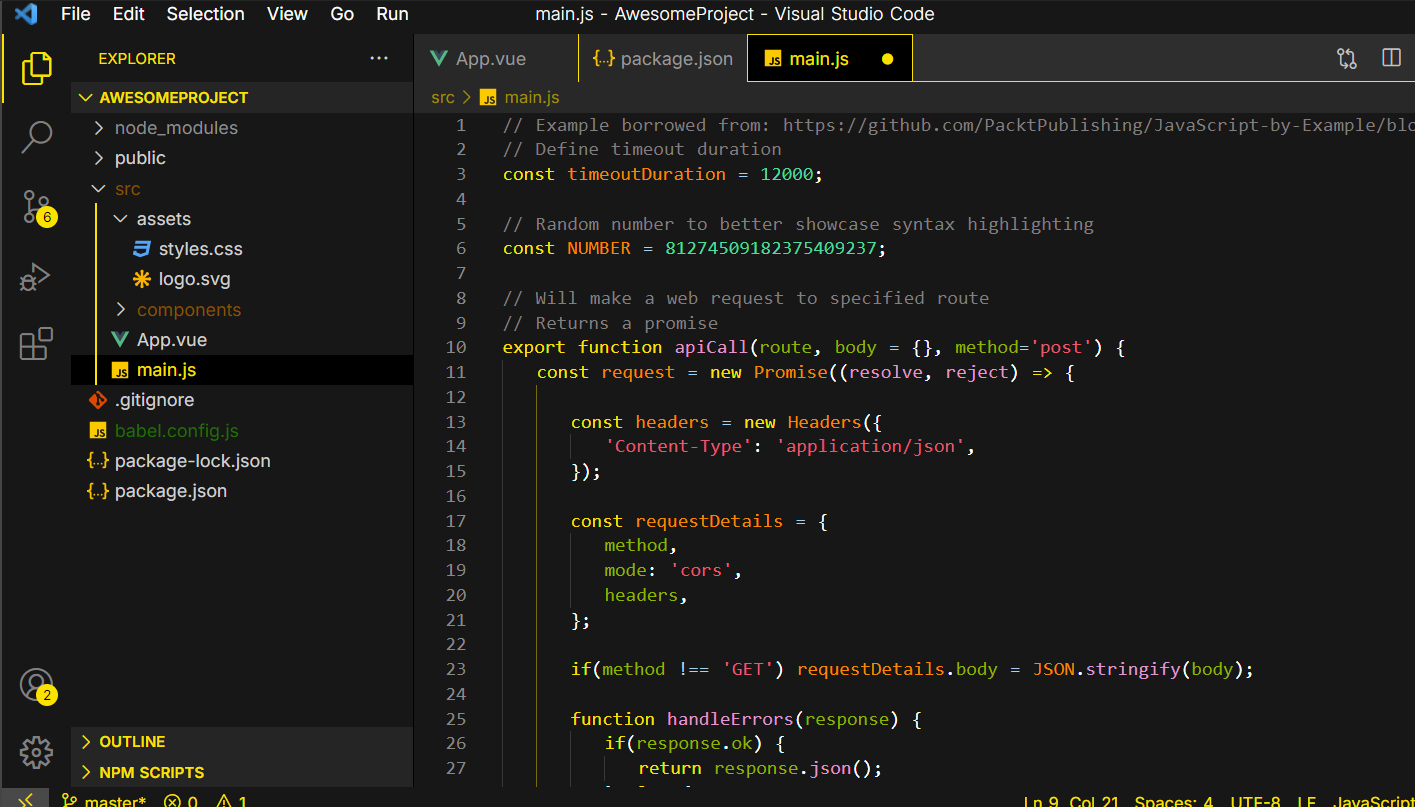 File Edit Selection View Go Run main.js - AwesomeProject - Visual Studio Code
EXPLORER ···
AWESOMEPROJECT
node_modules
public
src
assets
styles.css
logo.svg
components
App.vue
JS main.js
.gitignore
JS babel.config.js
{..} package-lock.json
{..} package.json
OUTLINE
NPM SCRIPTS
6
2
App.vue {..} package.json JS main.js
src > JS main.js
1 // Example borrowed from: https://github.com/PacktPublishing/JavaScript-by-Example/blo
2 // Define timeout duration
3 const timeoutDuration = 12000;
4
5 // Random number to better showcase syntax highlighting
6 const NUMBER = 81274509182375409237;
7
8 // Will make a web request to specified route
9 // Returns a promise
10 export function apiCall(route, body = {}, method='post') {
11 const request = new Promise((resolve, reject) => {
12
13 const headers = new Headers({
14 'Content-Type': 'application/json',
15 });
16
17 const requestDetails = {
18 method,
19 mode: 'cors',
20 headers,
21 };
22
23 if(method !== 'GET') requestDetails.body = JSON.stringify(body);
24
25 function handleErrors(response) {
26 if(response.ok) {
27 return response.json();
master* 0 1 Ln 9, Col 21 Spaces: 4 UTF-8 LF JavaScript